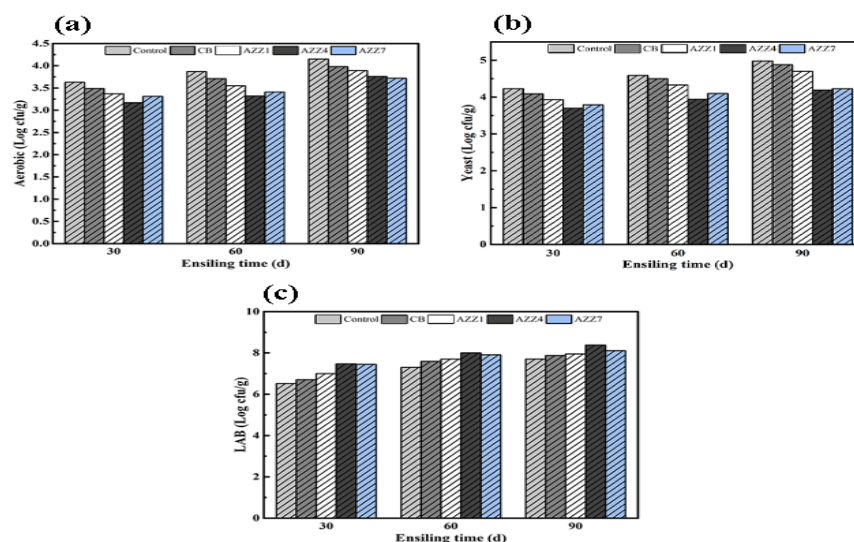 (a)
Control CB AZZ1 AZZ4 AZZ7
Aerobic (Log cfu/g)
4.5
4.0
3.5
3.0
2.5
2.0
1.5
1.0
0.5
0.0
30 60 90
Ensiling time (d)
(b)
Control CB AZZ1 AZZ4 AZZ7
Yeast (Log cfu/g)
5
4
3
2
1
0
30 60 90
Ensiling time (d)
(c)
Control CB AZZ1 AZZ4 AZZ7
LAB (Log cfu/g)
10
8
6
4
2
0
30 60 90
Ensiling time (d)